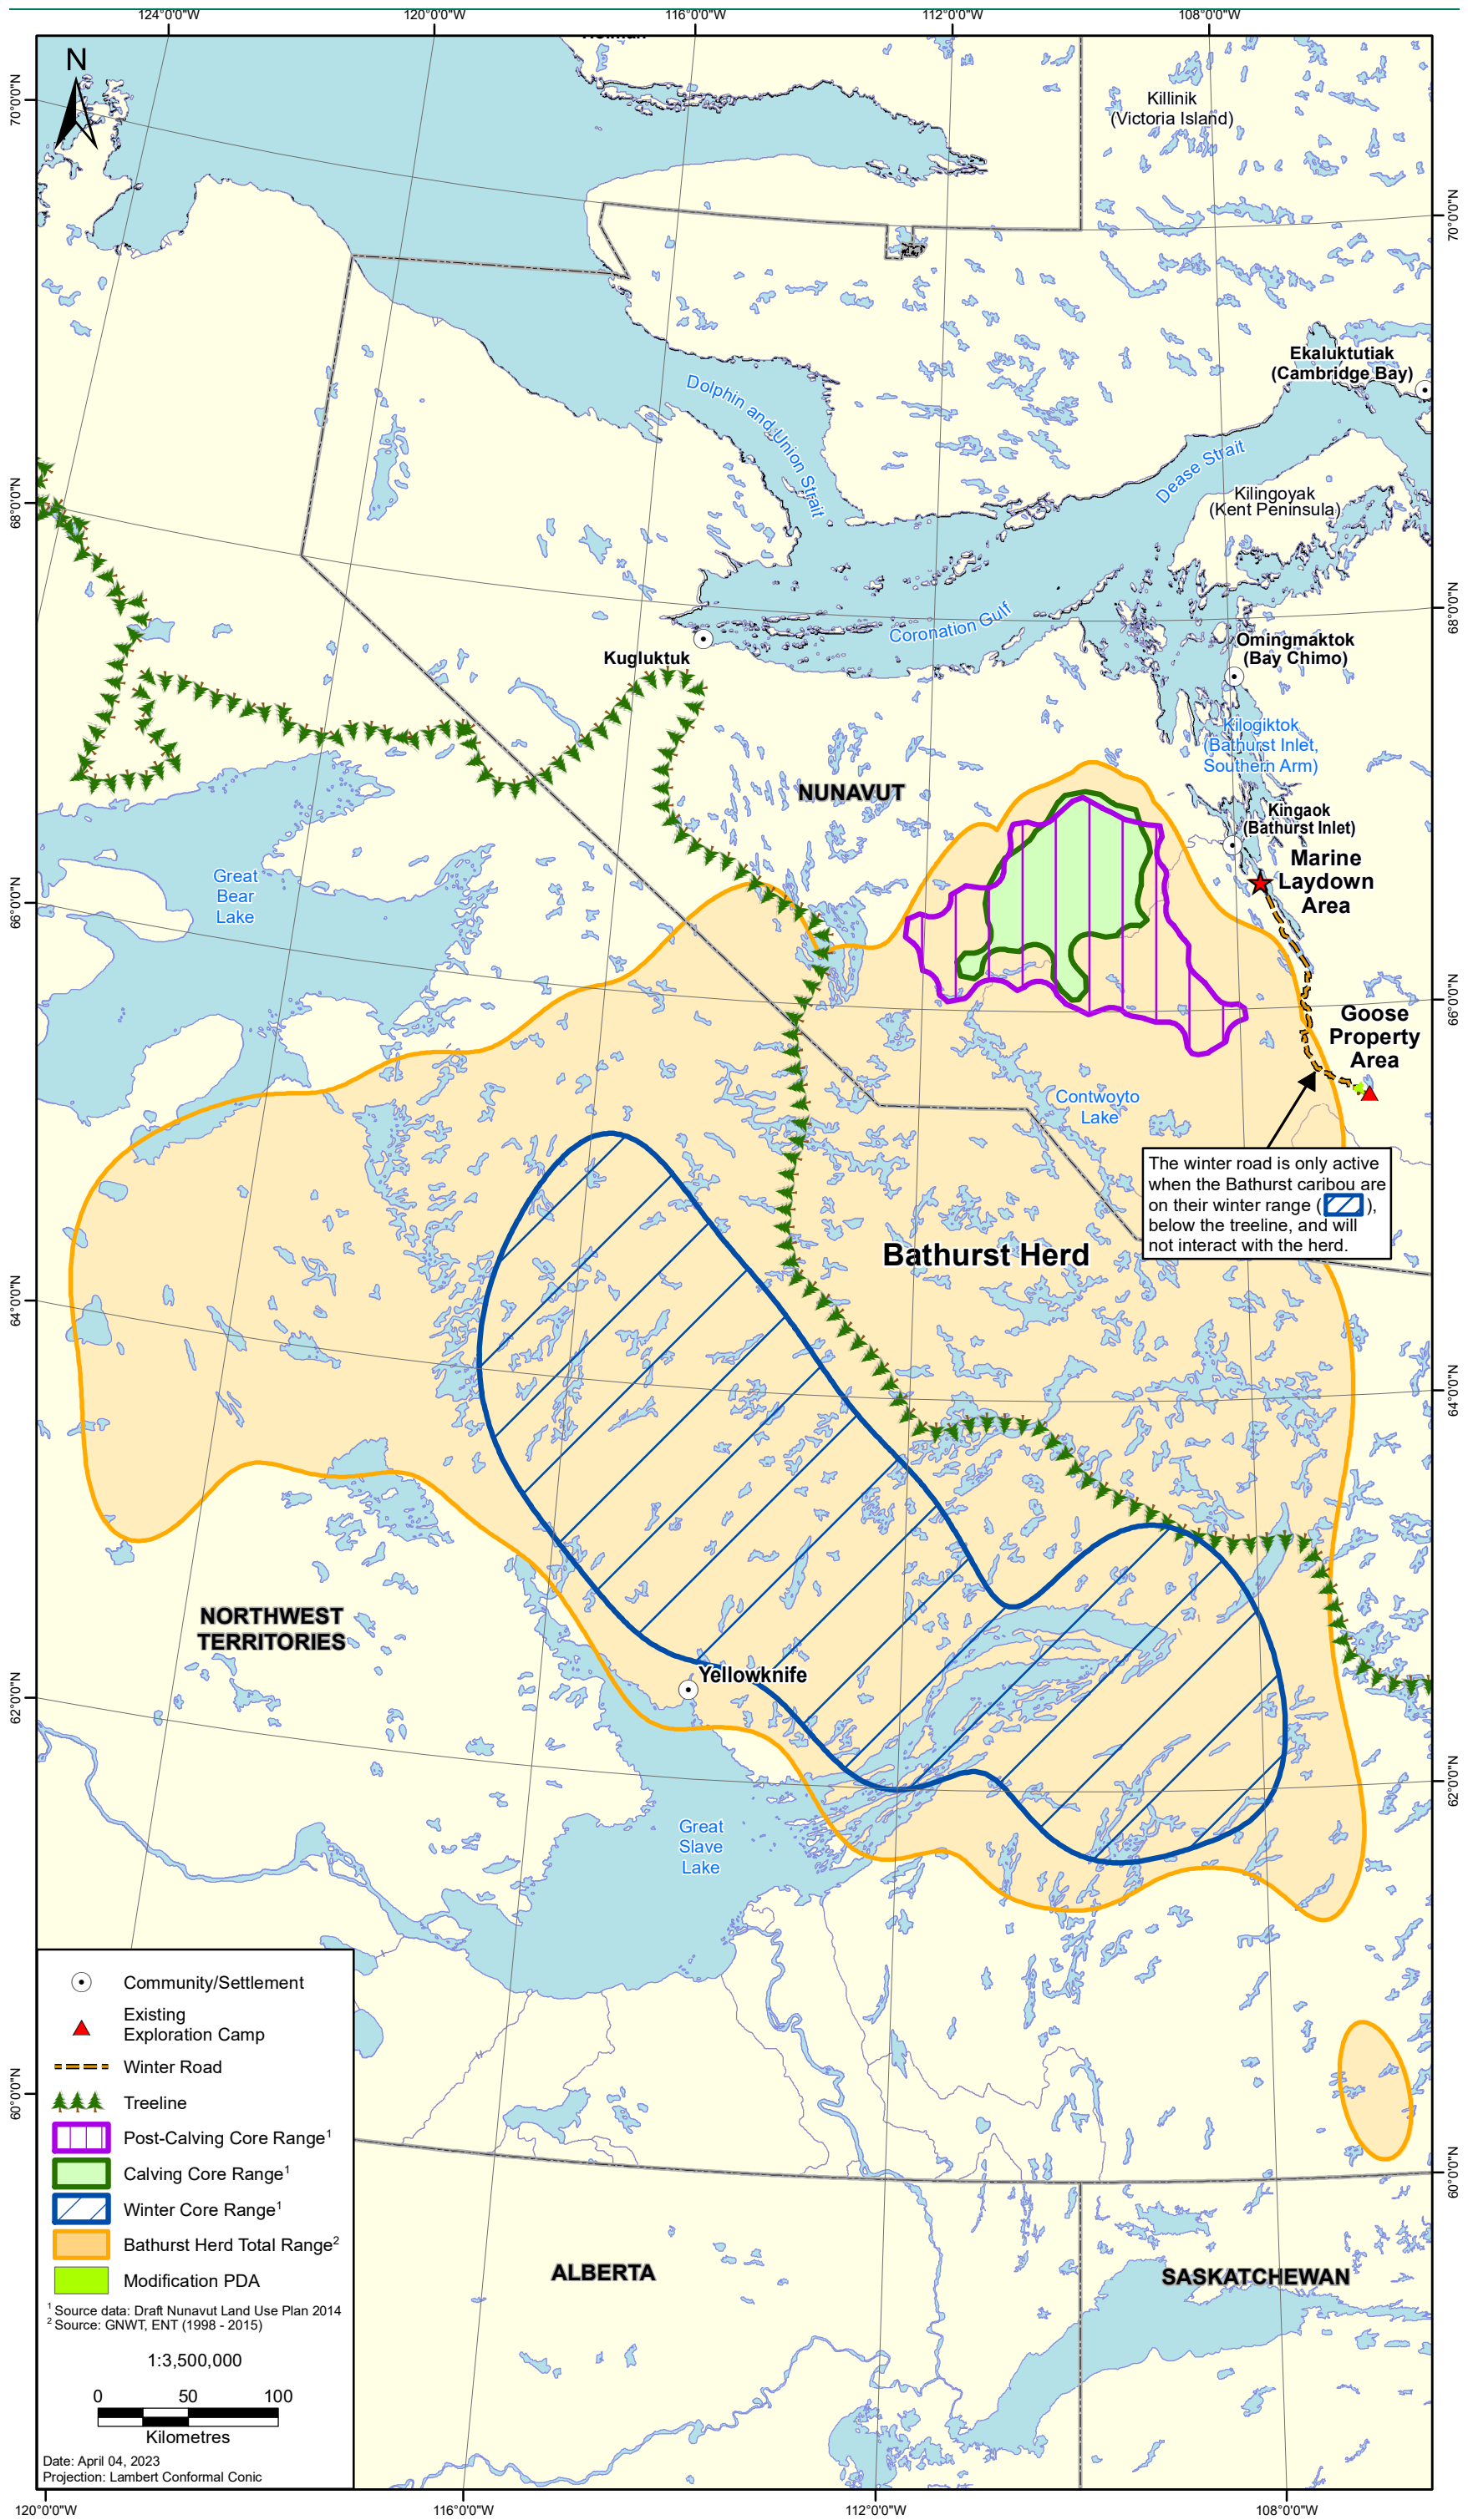 124°0'0"W
120°0'0"W
116°0'0"W
112°0'0"W
108°0'0"W
N
70°0'0"N
Killinik
(Victoria Island)
70°0'0"N
Ekaluktutiak
(Cambridge Bay)
Dolphin and Union Strait
Dease Strait
68°0'0"N
Kilingoyak
(Kent Peninsula)
68°0'0"N
Coronation Gulf
Omingmaktok
(Bay Chimo)
Kugluktuk
Kilogiktok
(Bathurst Inlet,
Southern Arm)
NUNAVUT
Kingaok
(Bathurst Inlet)
Marine
Laydown
Area
Great
Bear
Lake
66°0'0"N
66°0'0"N
Goose
Property
Area
Contwoyto
Lake
The winter road is only active
when the Bathurst caribou are
on their winter range ( ),
below the treeline, and will
not interact with the herd.
Bathurst Herd
64°0'0"N
64°0'0"N
NORTHWEST
TERRITORIES
Yellowknife
62°0'0"N
62°0'0"N
Great
Slave
Lake
Community/Settlement
Existing
Exploration Camp
Winter Road
Treeline
Post-Calving Core Range1
Calving Core Range1
Winter Core Range1
Bathurst Herd Total Range2
Modification PDA
1 Source data: Draft Nunavut Land Use Plan 2014
2 Source: GNWT, ENT (1998 - 2015)
1:3,500,000
0 50 100
Kilometres
Date: April 04, 2023
Projection: Lambert Conformal Conic
60°0'0"N
60°0'0"N
ALBERTA
SASKATCHEWAN
120°0'0"W
116°0'0"W
112°0'0"W
108°0'0"W